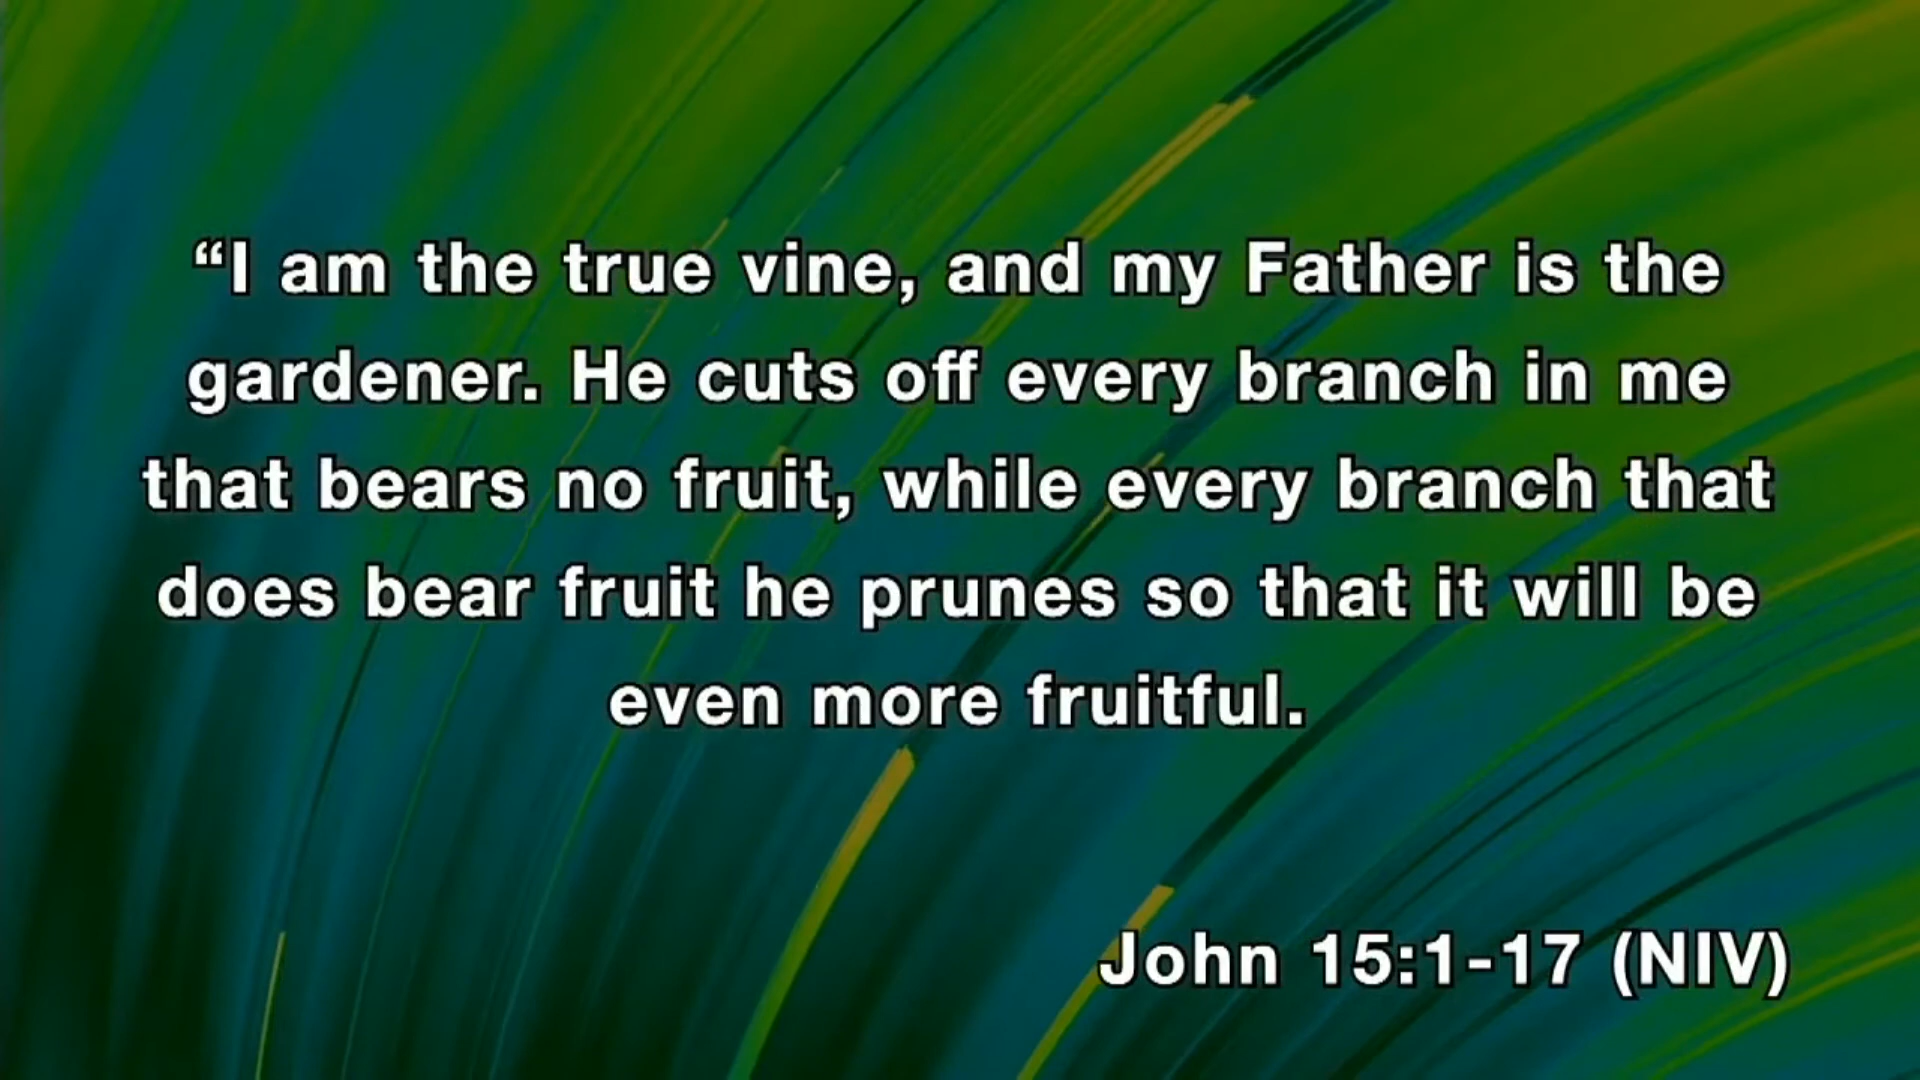 “I am the true vine, and my Father is the
gardener. He cuts off every branch in me
that bears no fruit, while every branch that
does bear fruit he prunes so that it will be
even more fruitful.
John 15:1-17 (NIV)